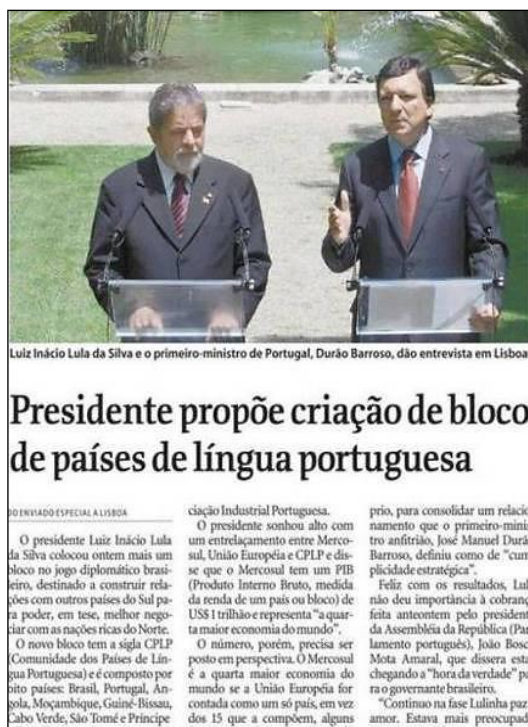 Luiz Inácio Lula da Silva e o primeiro-ministro de Portugal, Durão Barroso, dão entrevista em Lisboa
Presidente propõe criação de bloco
de países de língua portuguesa
DO ENVIADO ESPECIAL A LISBOA
O presidente Luiz Inácio Lula
da Silva colocou ontem mais um
bloco no jogo diplomático brasi-
leiro, destinado a construir rela-
ções com outros países do Sul pa-
ra poder, em tese, melhor nego-
ciar com as nações ricas do Norte.
O novo bloco tem a sigla CPLP
(Comunidade dos Países de Lín-
gua Portuguesa) e é composto por
oito países: Brasil, Portugal, An-
gola, Moçambique, Guiné-Bissau,
Cabo Verde, São Tomé e Príncipe
ciação Industrial Portuguesa.
O presidente sonhou alto com
um entrelaçamento entre Merco-
sul, União Européia e CPLP e dis-
se que o Mercosul tem um PIB
(Produto Interno Bruto, medida
da renda de um país ou bloco) de
US$ 1 trilhão e representa "a quar-
ta maior economia do mundo".
O número, porém, precisa ser
posto em perspectiva. O Mercosul
é a quarta maior economia do
mundo se a União Européia for
contada como um só país, em vez
dos 15 que a compõem, alguns
prio, para consolidar um relacio
namento que o primeiro-minis
tro anfitrião, José Manuel Durã
Barroso, definiu como de "cum
plicidade estratégica".
Feliz com os resultados, Lul
não deu importância à cobranç
feita anteontem pelo president
da Assembléia da República (Par
lamento português), João Bosc
Mota Amaral, que dissera esta
chegando a "hora da verdade" pa
ra o governante brasileiro.
"Continuo na fase Lulinha paz
amor. Estava mais preocupa